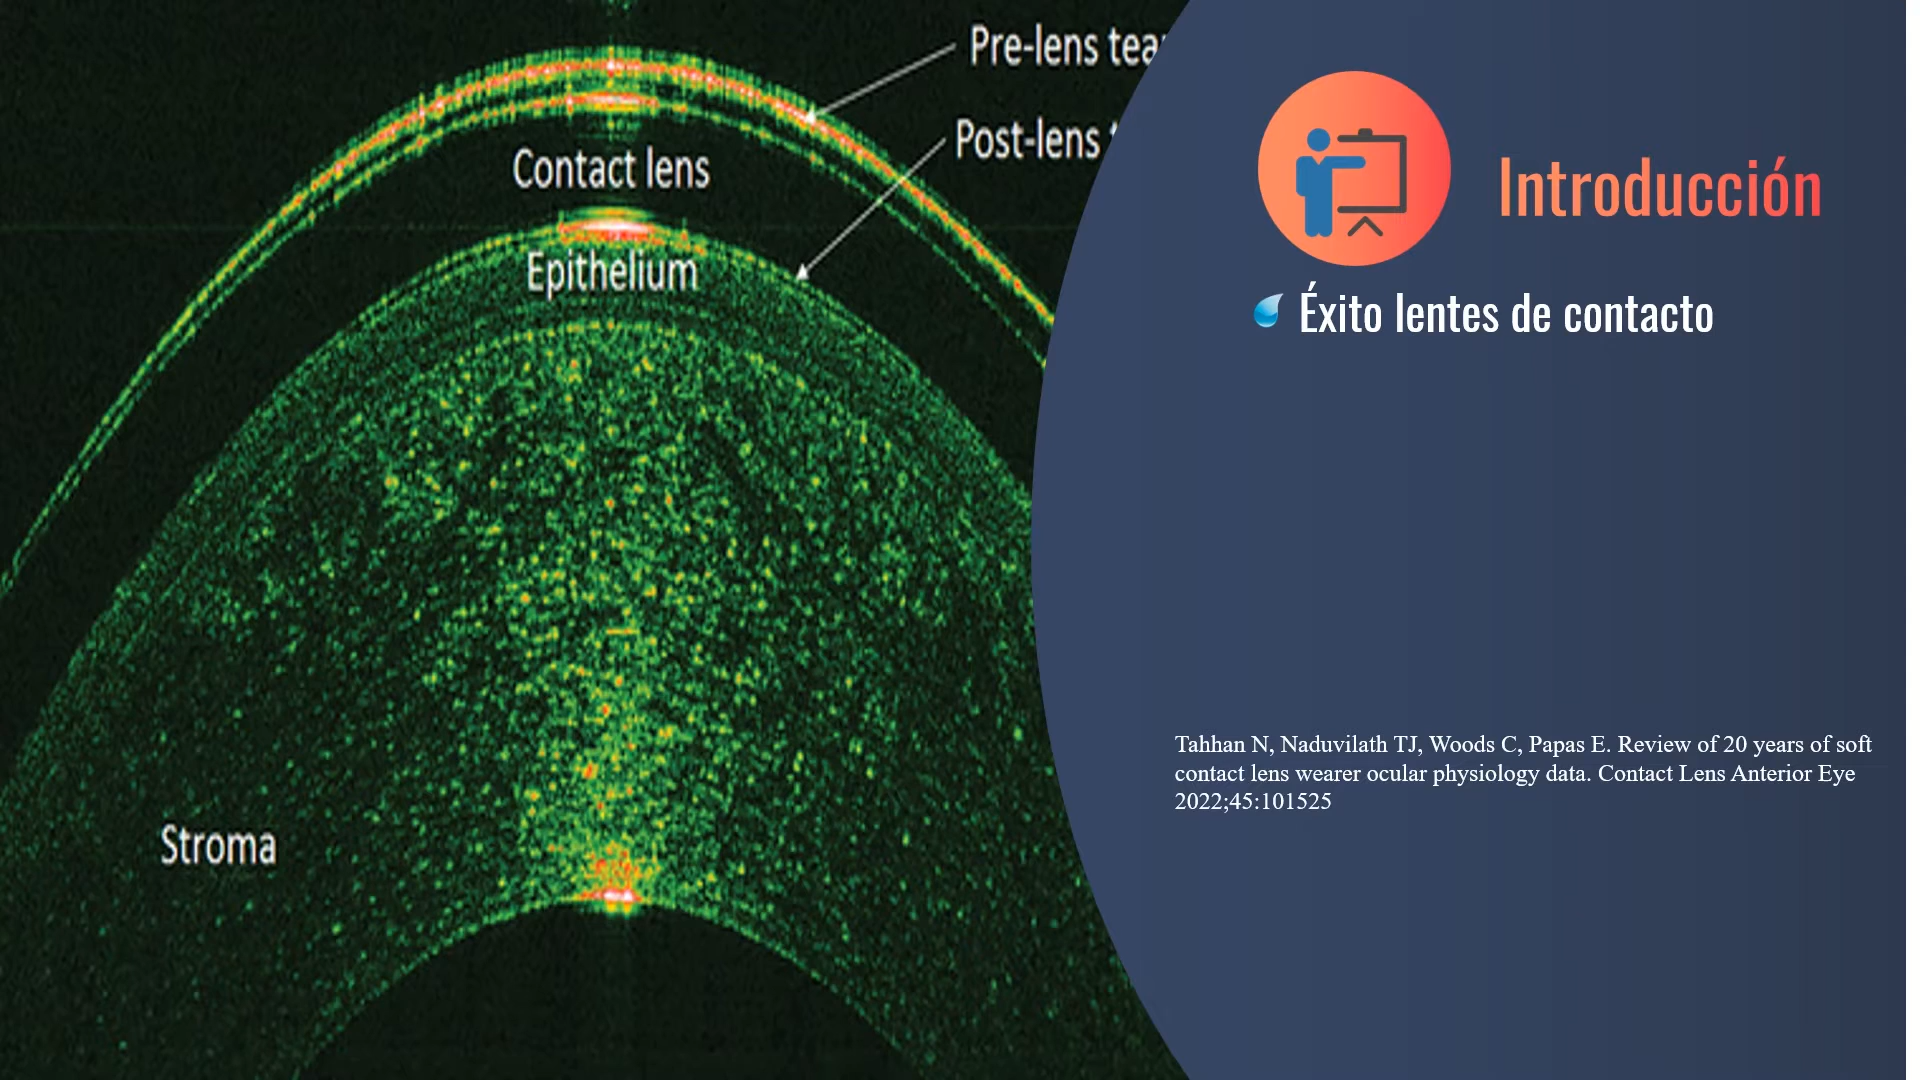 Pre-lens
Post-lens
Contact lens
Epithelium
Stroma
Introducción
Éxito lentes de contacto
Tahhan N, Naduvilath TJ, Woods C, Papas E. Review of 20 years of soft
contact lens wearer ocular physiology data. Contact Lens Anterior Eye
2022;45:101525